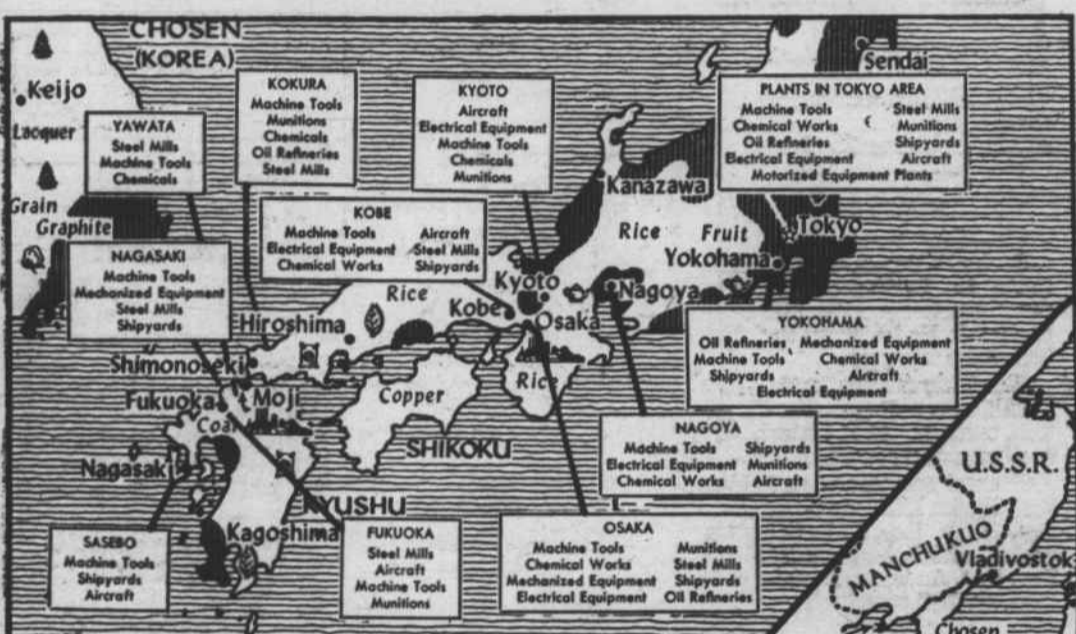 CHOSEN
(KOREA)
Keijo
Lacquer
Grain
Graphite
YAWATA
Steel Mills
Machine Tools
Chemicals
KOKURA
Machine Tools
Munitions
Chemicals
Oil Refineries
Steel Mills
KYOTO
Aircraft
Electrical Equipment
Machine Tools
Chemicals
Munitions
Sendai
PLANTS IN TOKYO AREA
Machine Tools Steel Mills
Chemical Works Munitions
Oil Refineries Shipyards
Electrical Equipment Aircraft
Motorized Equipment Plants
Kanazawa
Rice Fruit
Tokyo
Yokohama
KOBE
Machine Tools Aircraft
Electrical Equipment Steel Mills
Chemical Works Shipyards
NAGASAKI
Machine Tools
Mechanized Equipment
Steel Mills
Shipyards
Rice
Kyoto
Kobe
Osaka
Nagoya
Hiroshima
Shimonoseki
Rice
Copper
Fukuoka
Moji
Coal
SHIKOKU
Nagasaki
KYUSHU
Kagoshima
YOKOHAMA
Oil Refineries Mechanized Equipment
Machine Tools Chemical Works
Shipyards Aircraft
Electrical Equipment
NAGOYA
Machine Tools Shipyards
Electrical Equipment Munitions
Chemical Works Aircraft
SASEBO
Machine Tools
Shipyards
Aircraft
FUKUOKA
Steel Mills
Aircraft
Machine Tools
Munitions
OSAKA
Machine Tools Munitions
Chemical Works Steel Mills
Mechanized Equipment Shipyards
Electrical Equipment Oil Refineries
U.S.S.R.
MANCHUKUO
Vladivostok
Chosen